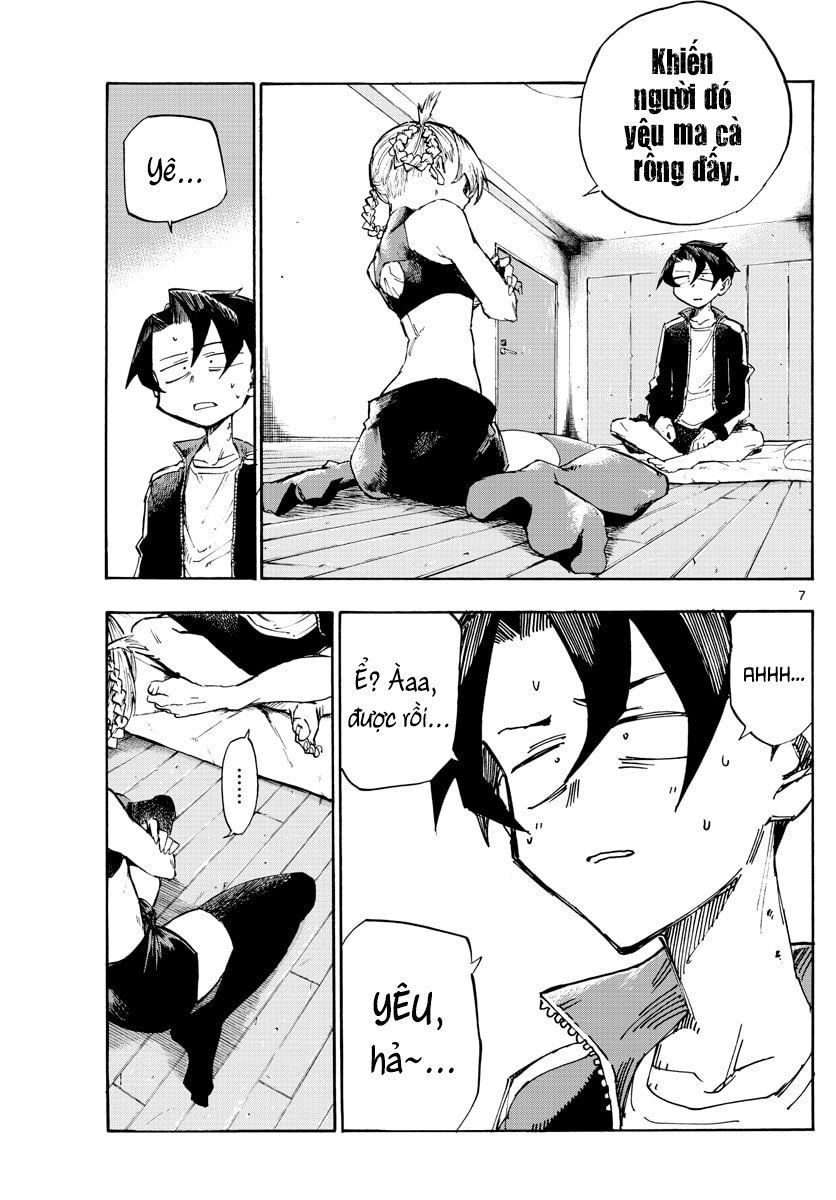 Khiến
người đó
yêu ma cà
rồng đấy.
Yê...
7
AHHH...
Ể? Àaa,
được rồi...
YÊU,
hả~...
.....